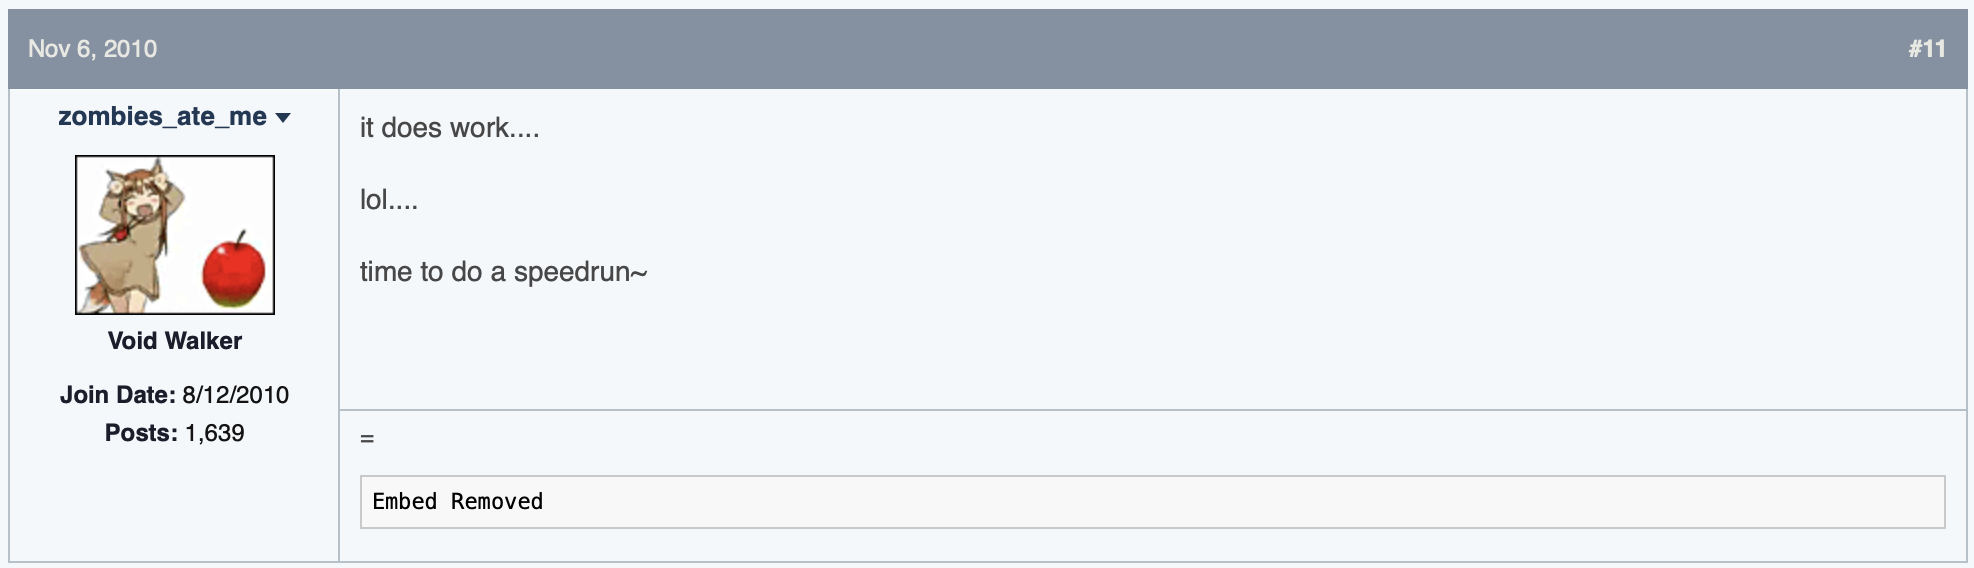 Nov 6, 2010
#11
zombies_ate_me
Void Walker
Join Date: 8/12/2010
Posts: 1,639
it does work....
lol....
time to do a speedrun~
=
Embed Removed